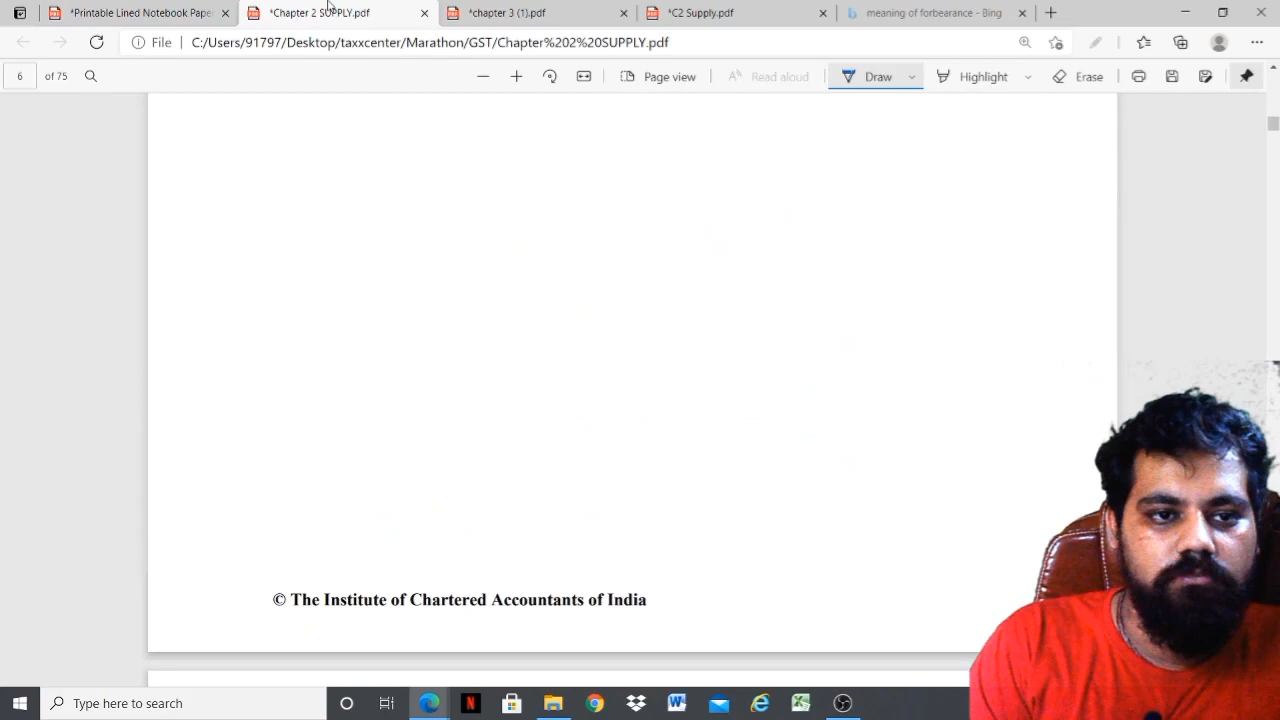 *Printable Lined Notebook Pape
*Chapter 2 SUPPLY.pdf
*chapter 3 (1).pdf
*C2 Supply.pdf
meaning of forbearance - Bing
File
C:/Users/91797/Desktop/taxxcenter/Marathon/GST/Chapter%202%20SUPPLY.pdf
6 of 75
Page view
Read aloud
Draw
Highlight
Erase
© The Institute of Chartered Accountants of India
Type here to search